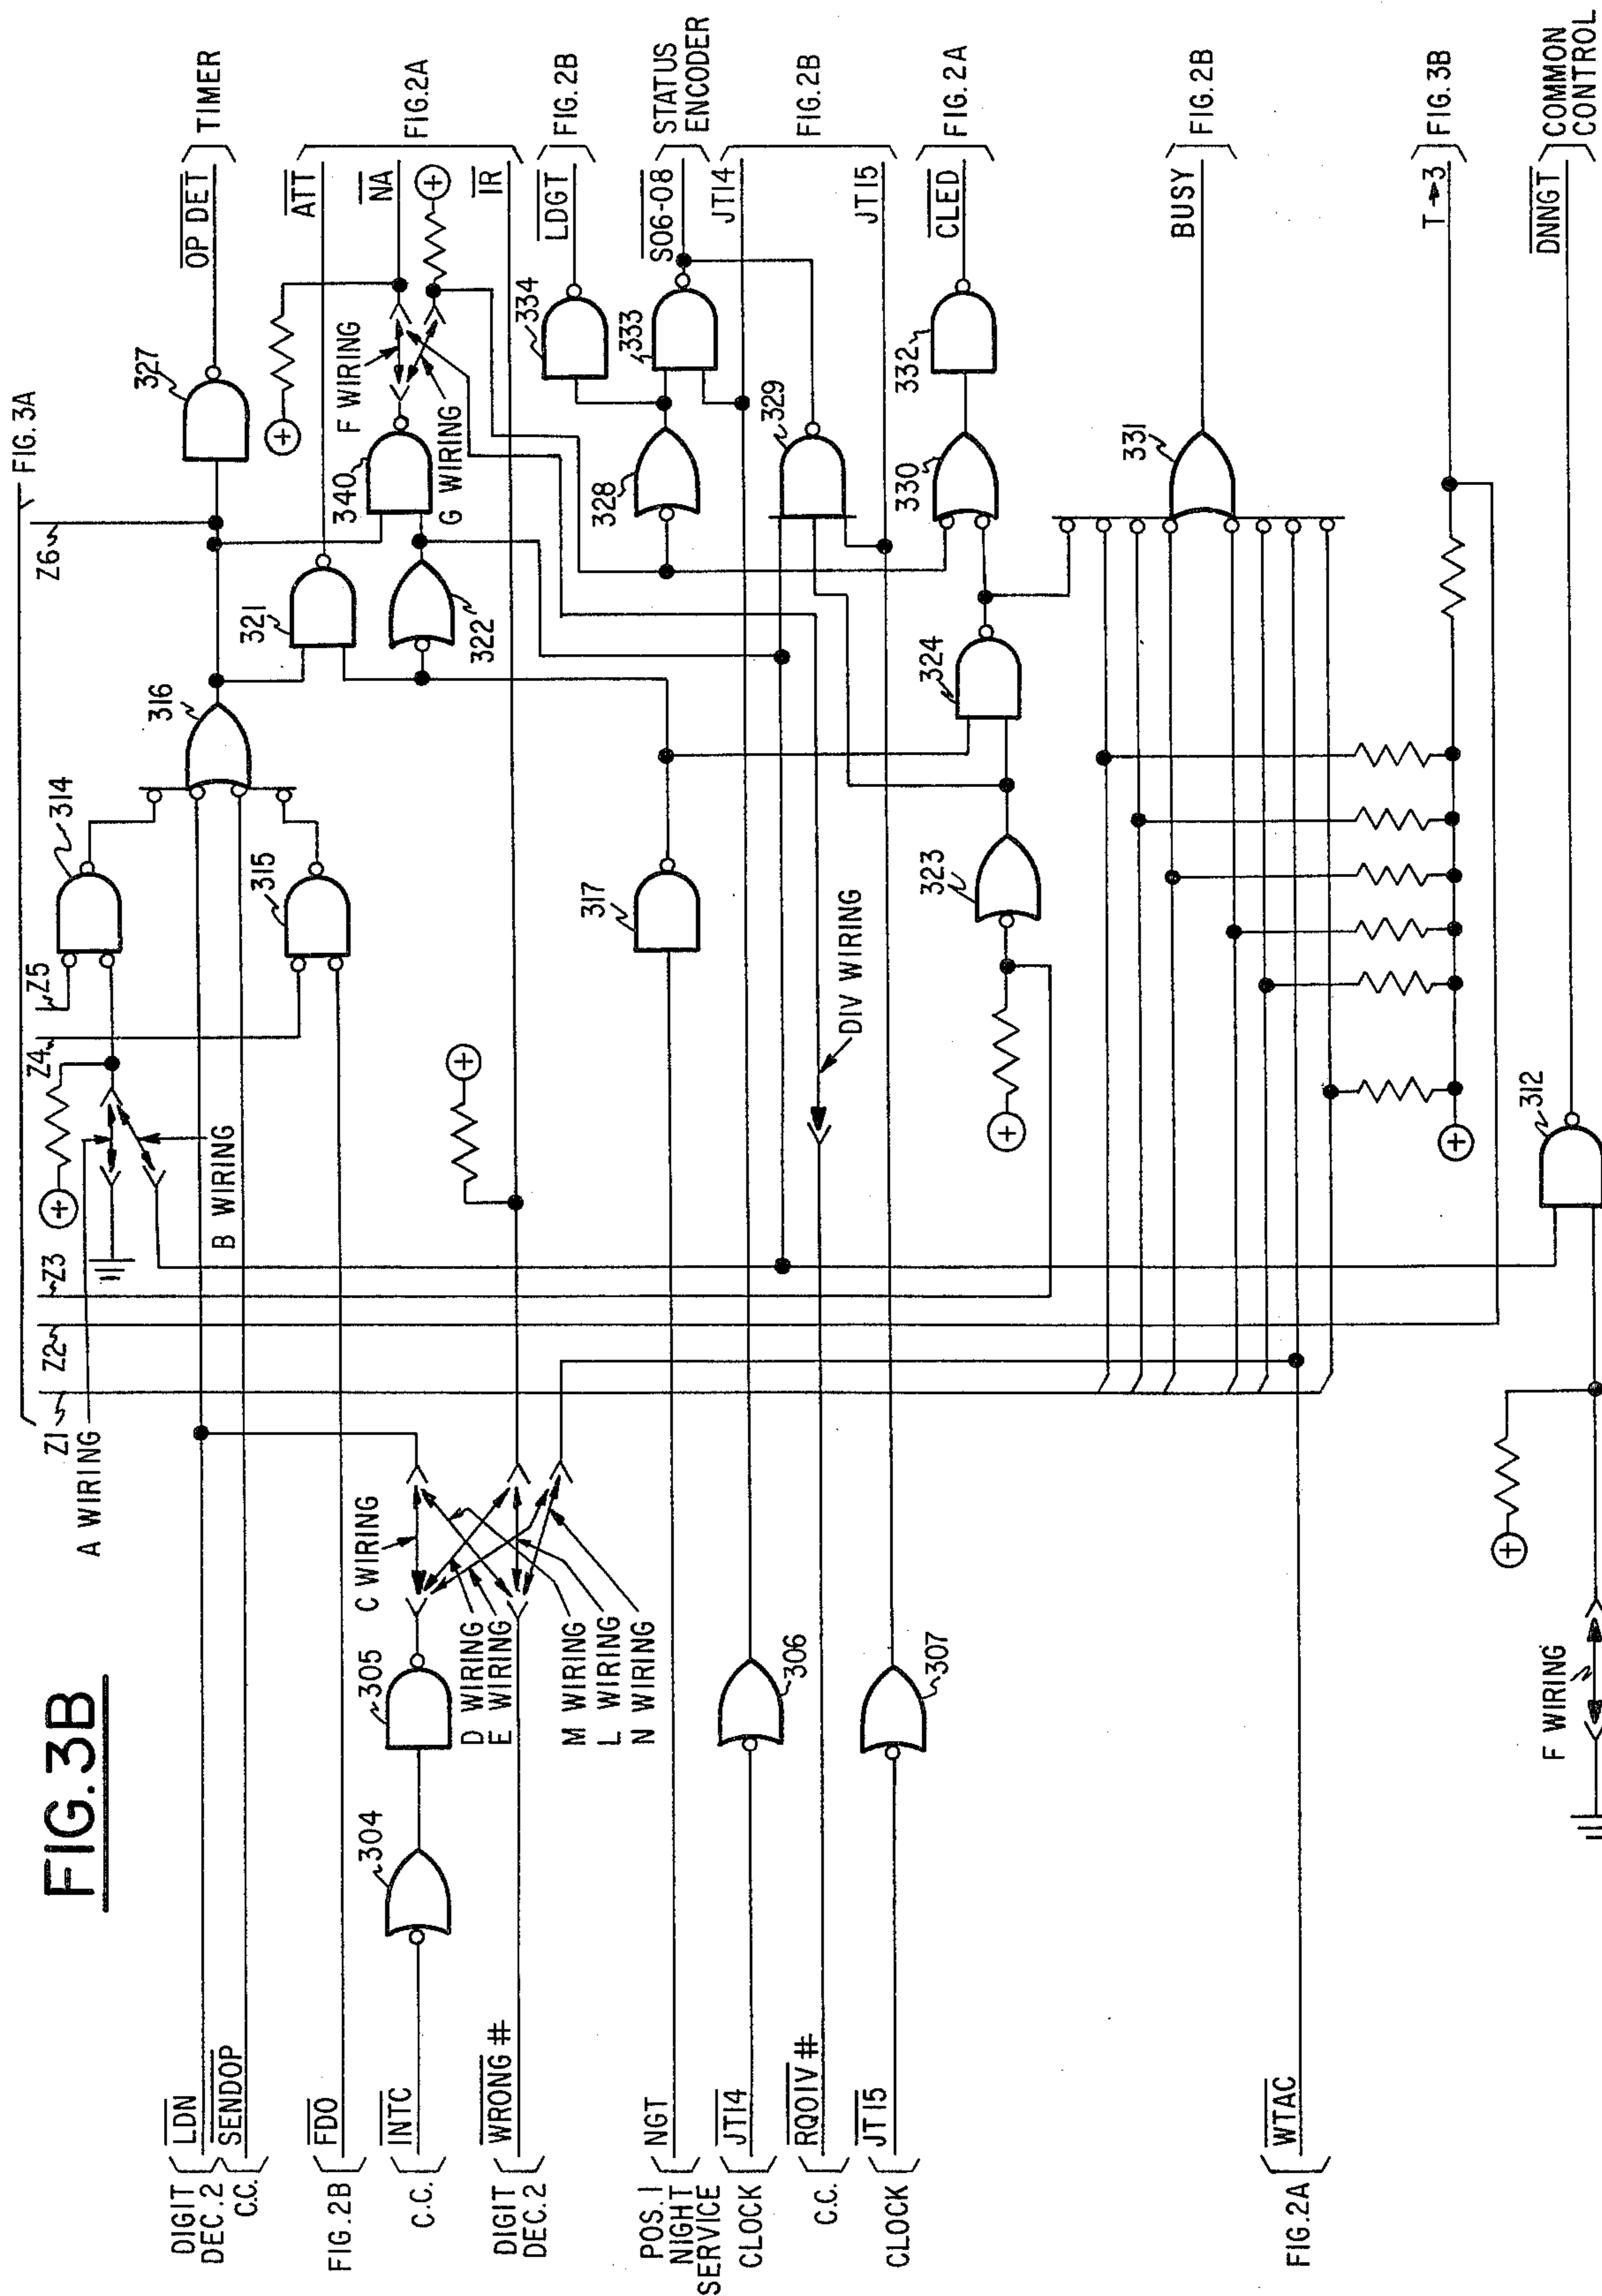 FIG. 3B
FIG. 3A
Z1
Z2
Z3
Z4
Z5
Z6
A WIRING
B WIRING
314
315
316
327
OP DET
TIMER
DIGIT
DEC. 2
LDN
SENDOP
C.C.
FDO
FIG. 2B
INTC
C.C.
304
305
C WIRING
D WIRING
E WIRING
M WIRING
L WIRING
N WIRING
WRONG #
DIGIT
DEC. 2
321
322
340
F WIRING
G WIRING
ATT
NA
IR
FIG. 2A
334
LDGT
FIG. 2B
328
333
S06-08
STATUS
ENCODER
JT14
JT15
FIG. 2B
329
330
332
CLED
FIG. 2A
NGT
POS. 1
NIGHT
SERVICE
317
JT14
CLOCK
306
RQOIV #
C.C.
DIV WIRING
JT15
CLOCK
307
323
324
331
BUSY
FIG. 2B
WTAC
FIG. 2A
T→3
FIG. 3B
312
F WIRING
DNNGT
COMMON
CONTROL